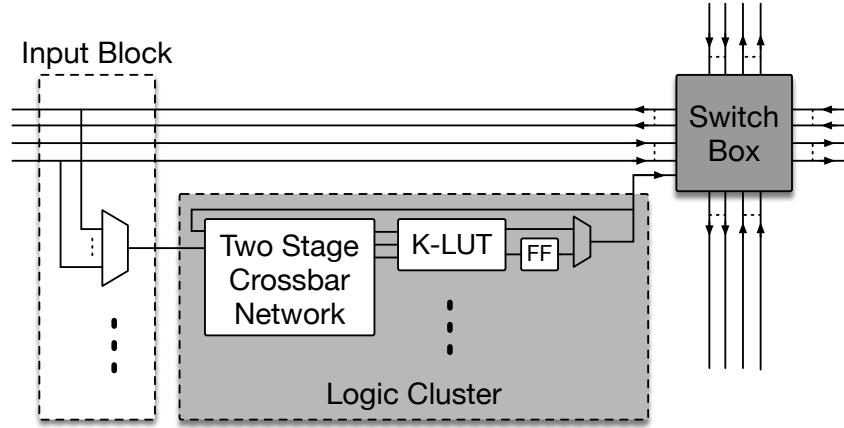 Input Block
Switch
Box
Two Stage
Crossbar
Network
K-LUT
FF
Logic Cluster